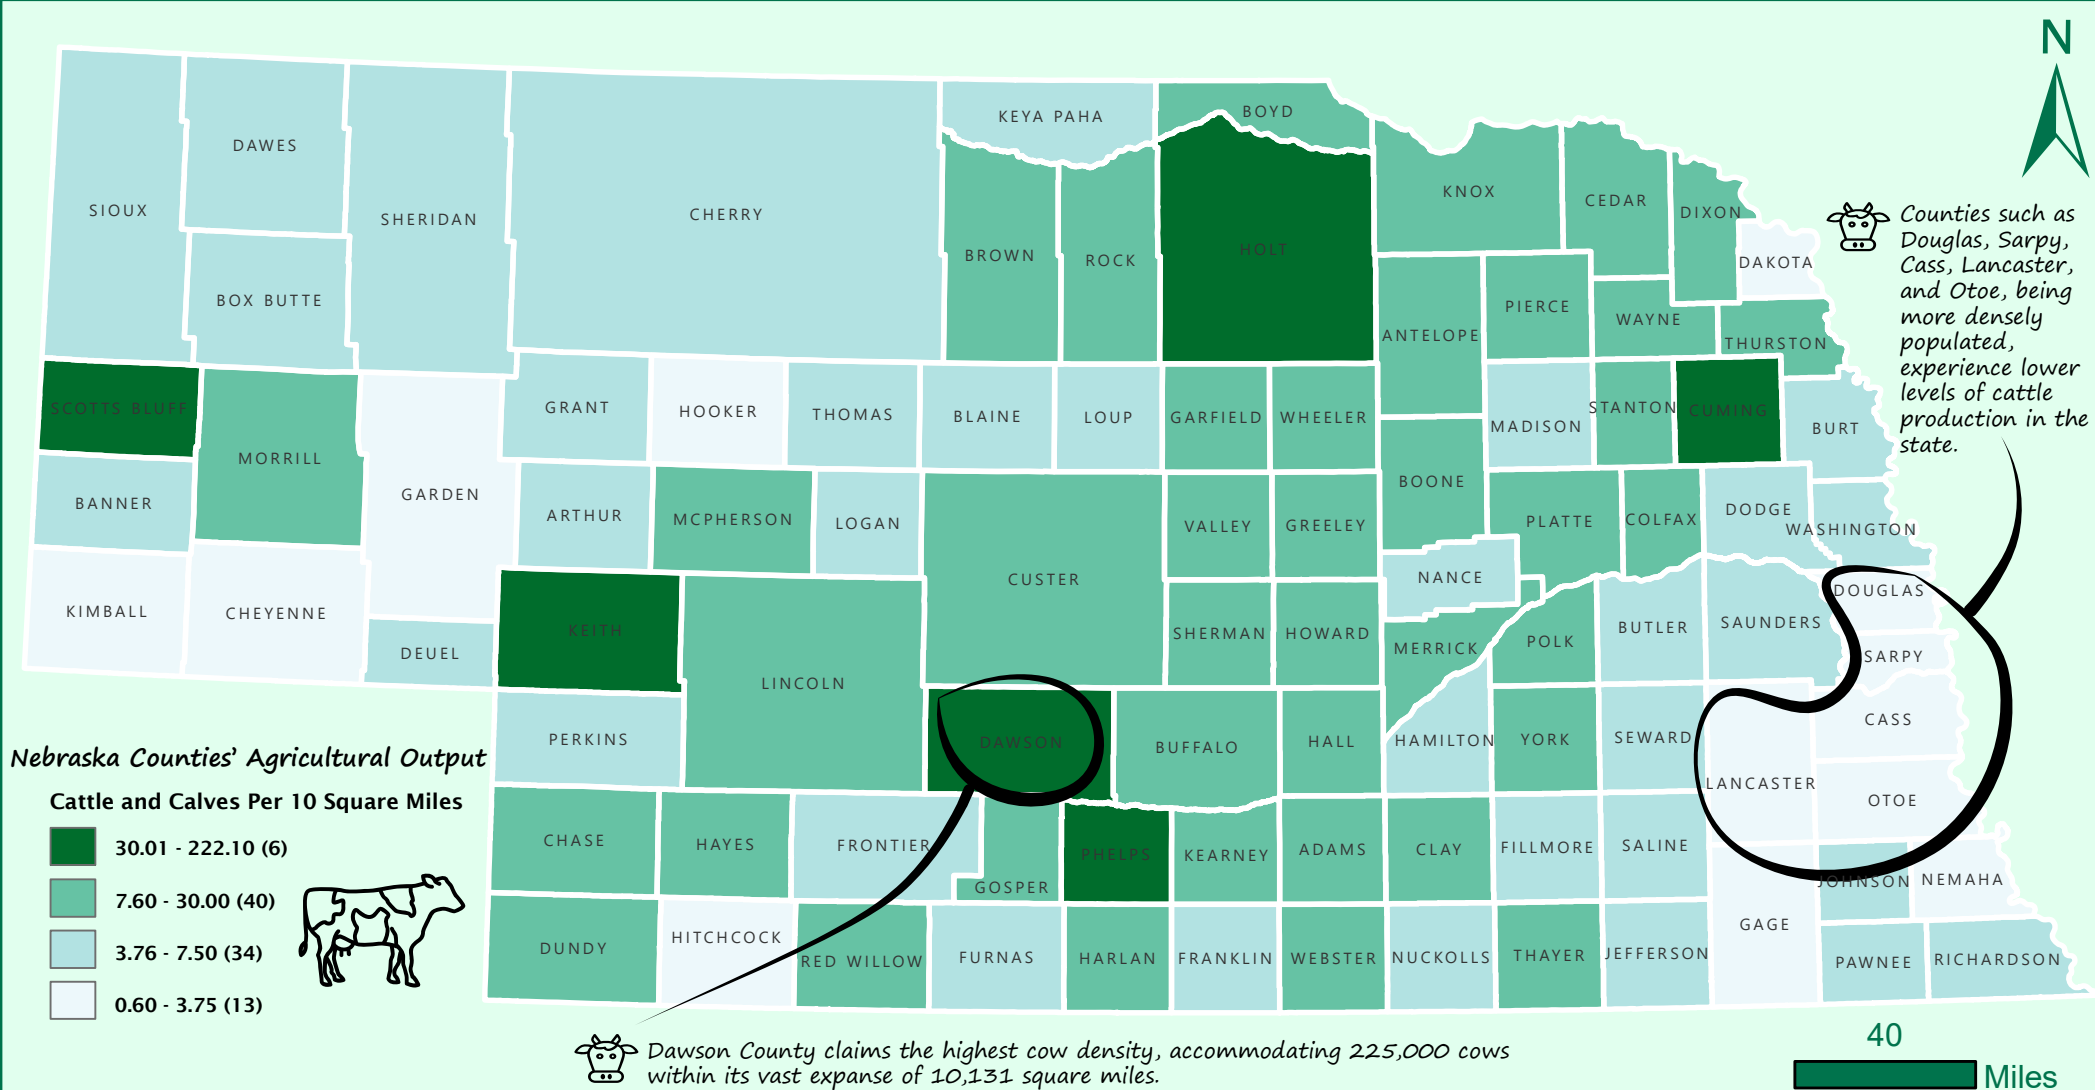 N
KEYA PAHA
BOYD
DAWES
SIOUX
SHERIDAN
CHERRY
KNOX
CEDAR
DIXON
BROWN
ROCK
HOLT
DAKOTA
BOX BUTTE
PIERCE
WAYNE
ANTELOPE
THURSTON
SCOTTS BLUFF
GRANT
HOOKER
THOMAS
BLAINE
LOUP
GARFIELD
WHEELER
MADISON
STANTON
CUMING
BURT
MORRILL
GARDEN
BANNER
ARTHUR
MCPHERSON
LOGAN
CUSTER
VALLEY
GREELEY
BOONE
PLATTE
COLFAX
DODGE
WASHINGTON
NANCE
KIMBALL
CHEYENNE
DEUEL
KEITH
LINCOLN
SHERMAN
HOWARD
MERRICK
POLK
BUTLER
SAUNDERS
DOUGLAS
SARPY
CASS
PERKINS
DAWSON
BUFFALO
HALL
HAMILTON
YORK
SEWARD
LANCASTER
OTOE
CHASE
HAYES
FRONTIER
GOSPER
PHELPS
KEARNEY
ADAMS
CLAY
FILLMORE
SALINE
JOHNSON
NEMAHA
GAGE
DUNDY
HITCHCOCK
RED WILLOW
FURNAS
HARLAN
FRANKLIN
WEBSTER
NUCKOLLS
THAYER
JEFFERSON
PAWNEE
RICHARDSON
Counties such as
Douglas, Sarpy,
Cass, Lancaster,
and Otoe, being
more densely
populated,
experience lower
levels of cattle
production in the
state.
Nebraska Counties' Agricultural Output
Cattle and Calves Per 10 Square Miles
30.01 - 222.10 (6)
7.60 - 30.00 (40)
3.76 - 7.50 (34)
0.60 - 3.75 (13)
Dawson County claims the highest cow density, accommodating 225,000 cows
within its vast expanse of 10,131 square miles.
40
Miles